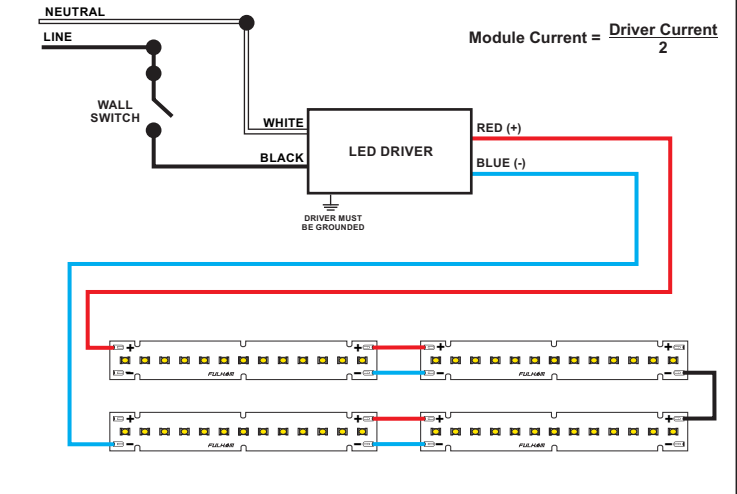 NEUTRAL
LINE
Module Current = Driver Current
2
WALL
SWITCH
WHITE
BLACK
LED DRIVER
RED (+)
BLUE (-)
DRIVER MUST
BE GROUNDED
+ + + +
- - - -
FULHAM FULHAM
+ + + +
- - - -
FULHAM FULHAM